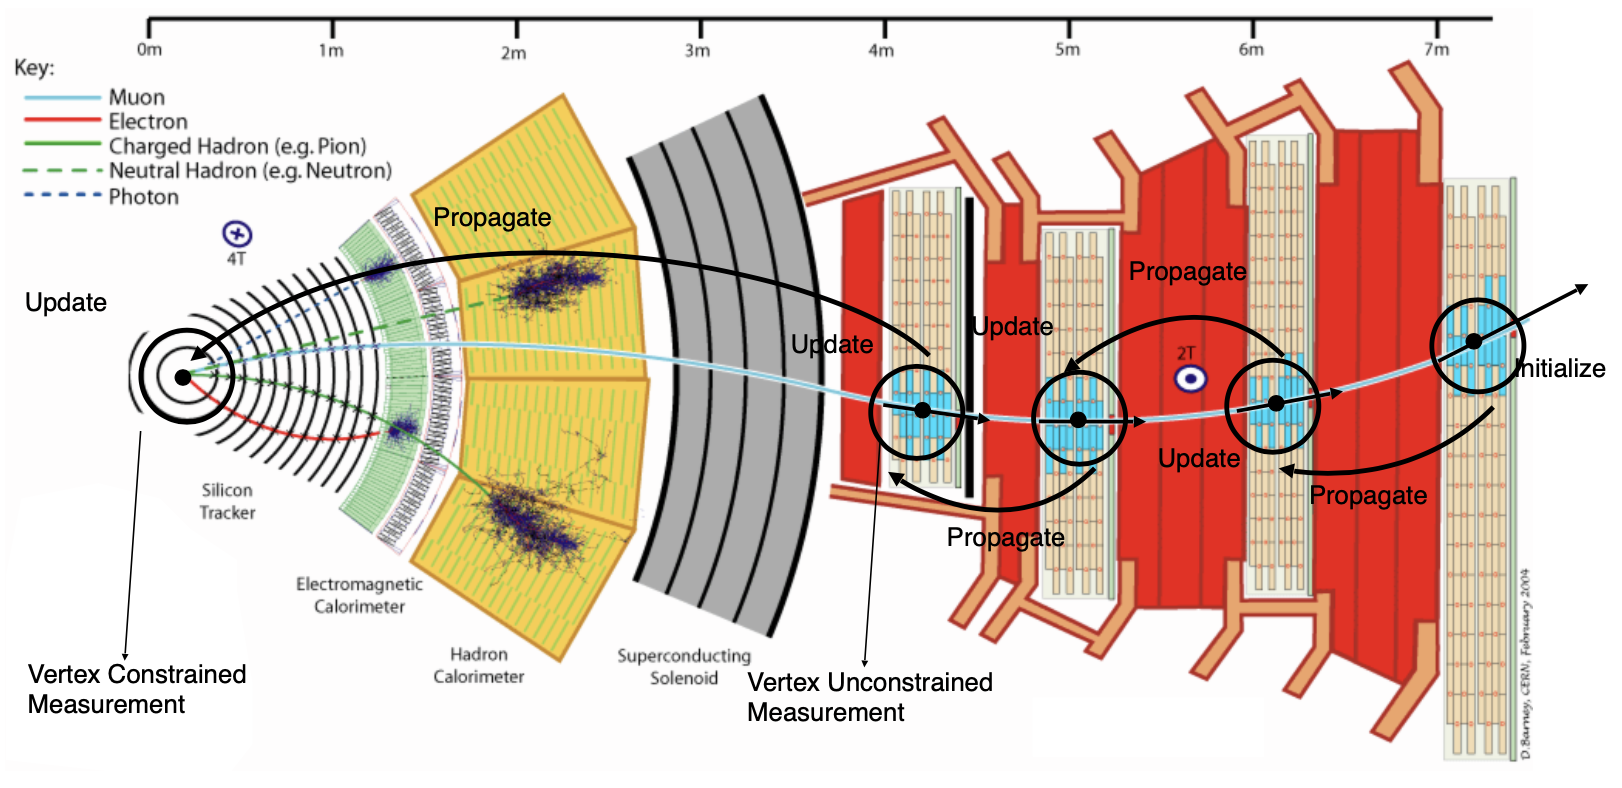 0m 1m 2m 3m 4m 5m 6m 7m
Key:
Muon
Electron
Charged Hadron (e.g. Pion)
Neutral Hadron (e.g. Neutron)
Photon
4T
Update
Propagate
Update
Update
Propagate
2T
Initialize
Update
Propagate
Propagate
Silicon
Tracker
Electromagnetic
Calorimeter
Hadron
Calorimeter
Superconducting
Solenoid
Vertex Constrained
Measurement
Vertex Unconstrained
Measurement
D.Barney, CERN, February 2004